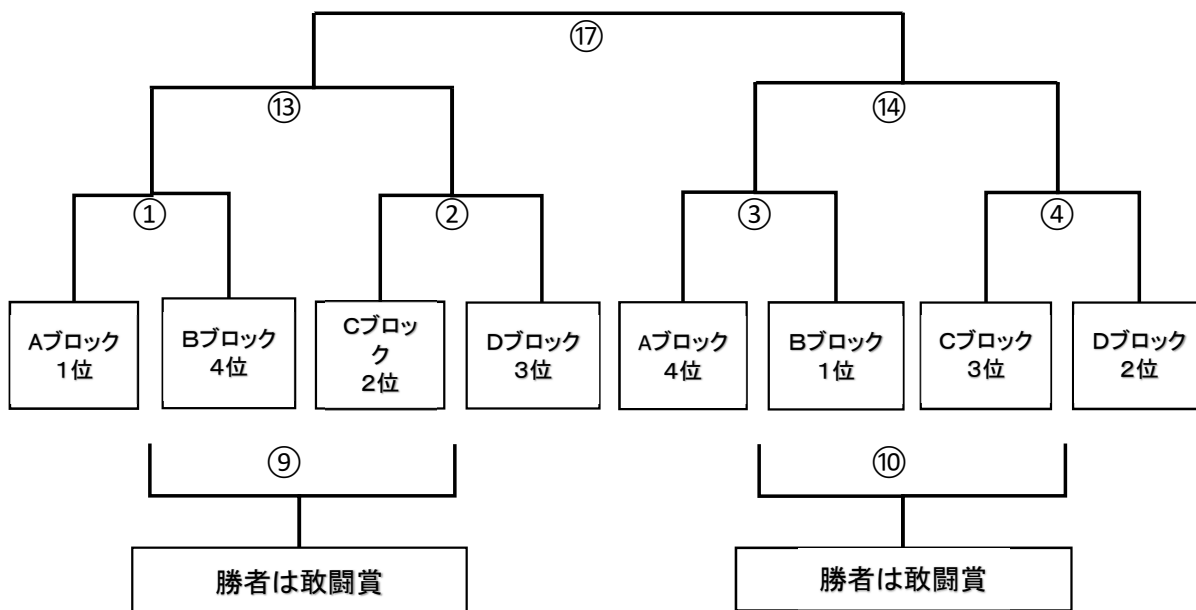 ⑰
⑬
⑭
①
②
③
④
Aブロック
１位
Bブロック
４位
Cブロッ
ク
２位
Dブロック
３位
Aブロック
４位
Bブロック
１位
Cブロック
３位
Dブロック
２位
⑨
⑩
勝者は敢闘賞
勝者は敢闘賞